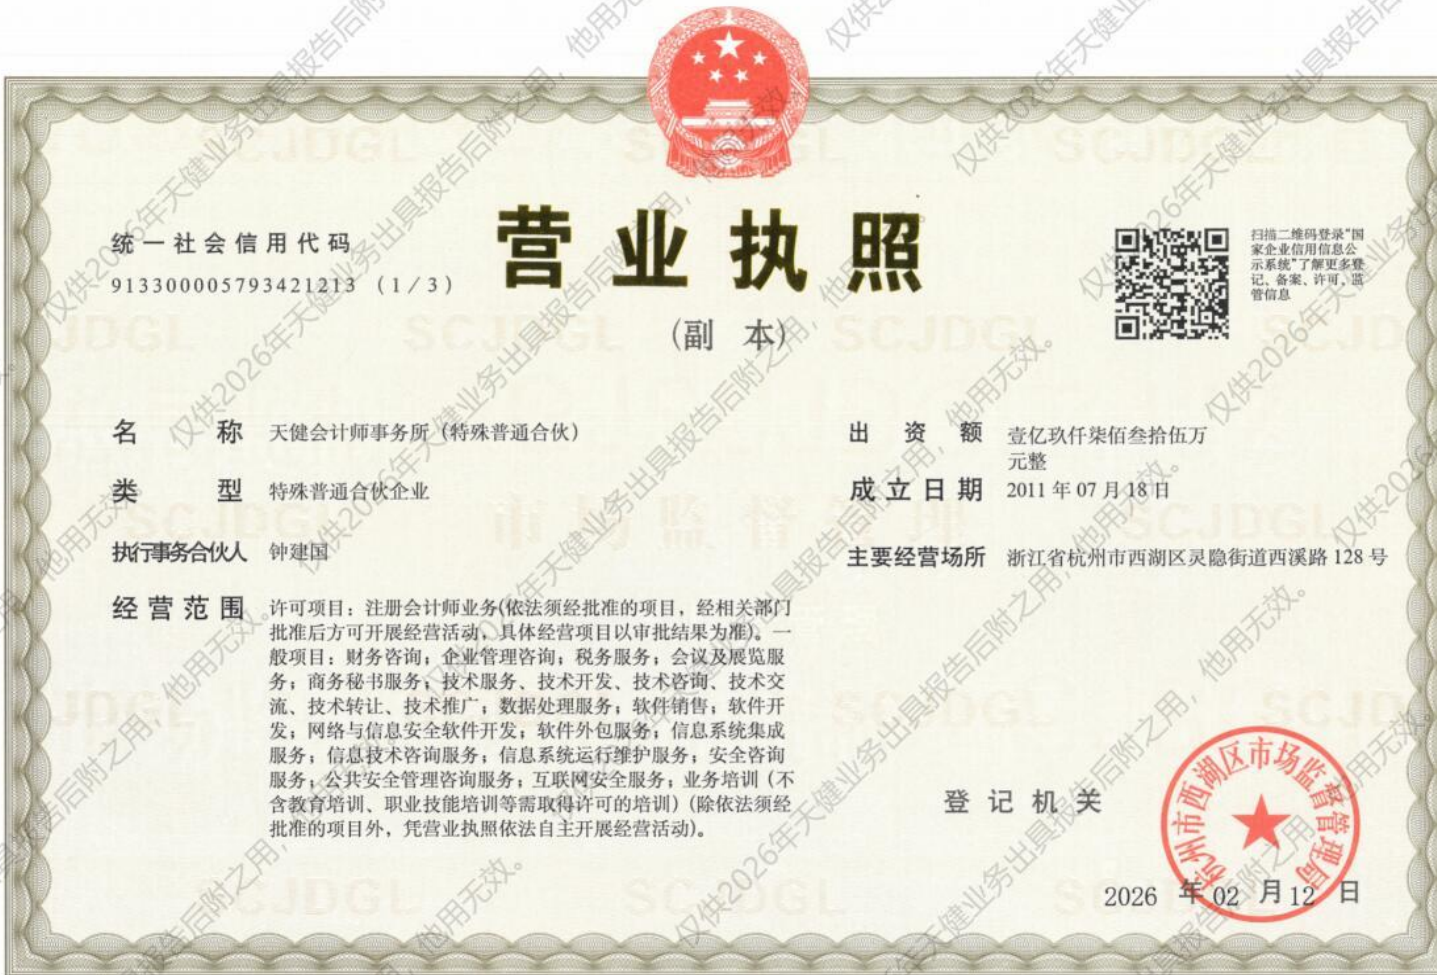 营业执照
(副 本)
统一社会信用代码
913300005793421213 (1/3)
扫描二维码登录“国
家企业信用信息公
示系统”了解更多登
记、备案、许可、监
管信息
名 称 天健会计师事务所（特殊普通合伙）
类 型 特殊普通合伙企业
执行事务合伙人 钟建国
经营范围 许可项目：注册会计师业务(依法须经批准的项目，经相关部门
批准后方可开展经营活动，具体经营项目以审批结果为准)。一
般项目：财务咨询；企业管理咨询；税务服务；会议及展览服
务；商务秘书服务；技术服务、技术开发、技术咨询、技术交
流、技术转让、技术推广；数据处理服务；软件销售；软件开
发；网络与信息安全软件开发；软件外包服务；信息系统集成
服务；信息技术咨询服务；信息系统运行维护服务；安全咨询
服务；公共安全管理咨询服务；互联网安全服务；业务培训（不
含教育培训、职业技能培训等需取得许可的培训）(除依法须经
批准的项目外，凭营业执照依法自主开展经营活动)。
出 资 额 壹亿玖仟柒佰叁拾伍万
元整
成立日期 2011 年 07 月 18 日
主要经营场所 浙江省杭州市西湖区灵隐街道西溪路 128 号
登记机关
杭州市西湖区市场监督管理局
2026 年 02 月 12 日
市场监督管理
SCJDGL
仅供2026年天健业务出具报告后附之用，他用无效。